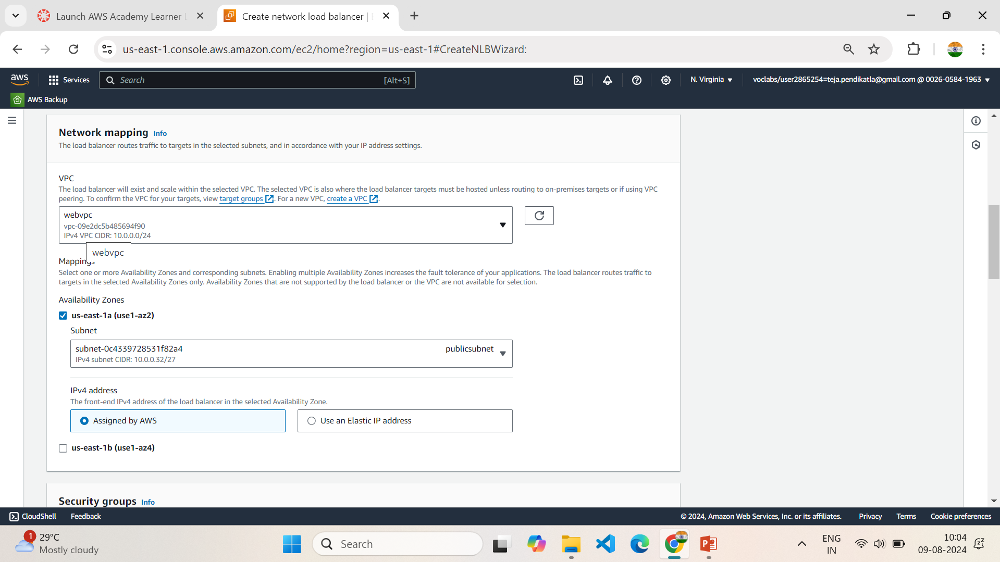 Launch AWS Academy Learner L
Create network load balancer | E
us-east-1.console.aws.amazon.com/ec2/home?region=us-east-1#CreateNLBWizard:
aws
Services
Search
[Alt+S]
N. Virginia
voclabs/user2865254=teja.pendikatla@gmail.com @ 0026-0584-1963
AWS Backup
Network mapping Info
The load balancer routes traffic to targets in the selected subnets, and in accordance with your IP address settings.
VPC
The load balancer will exist and scale within the selected VPC. The selected VPC is also where the load balancer targets must be hosted unless routing to on-premises targets or if using VPC
peering. To confirm the VPC for your targets, view target groups. For a new VPC, create a VPC.
webvpc
vpc-09e2dc5b485694f90
IPv4 VPC CIDR: 10.0.0.0/24
webvpc
Mappings
Select one or more Availability Zones and corresponding subnets. Enabling multiple Availability Zones increases the fault tolerance of your applications. The load balancer routes traffic to
targets in the selected Availability Zones only. Availability Zones that are not supported by the load balancer or the VPC are not available for selection.
Availability Zones
us-east-1a (use1-az2)
Subnet
subnet-0c4339728531f82a4 publicsubnet
IPv4 subnet CIDR: 10.0.0.32/27
IPv4 address
The front-end IPv4 address of the load balancer in the selected Availability Zone.
Assigned by AWS
Use an Elastic IP address
us-east-1b (use1-az4)
Security groups Info
CloudShell Feedback
© 2024, Amazon Web Services, Inc. or its affiliates. Privacy Terms Cookie preferences
1
29°C
Mostly cloudy
Search
ENG
IN
10:04
09-08-2024